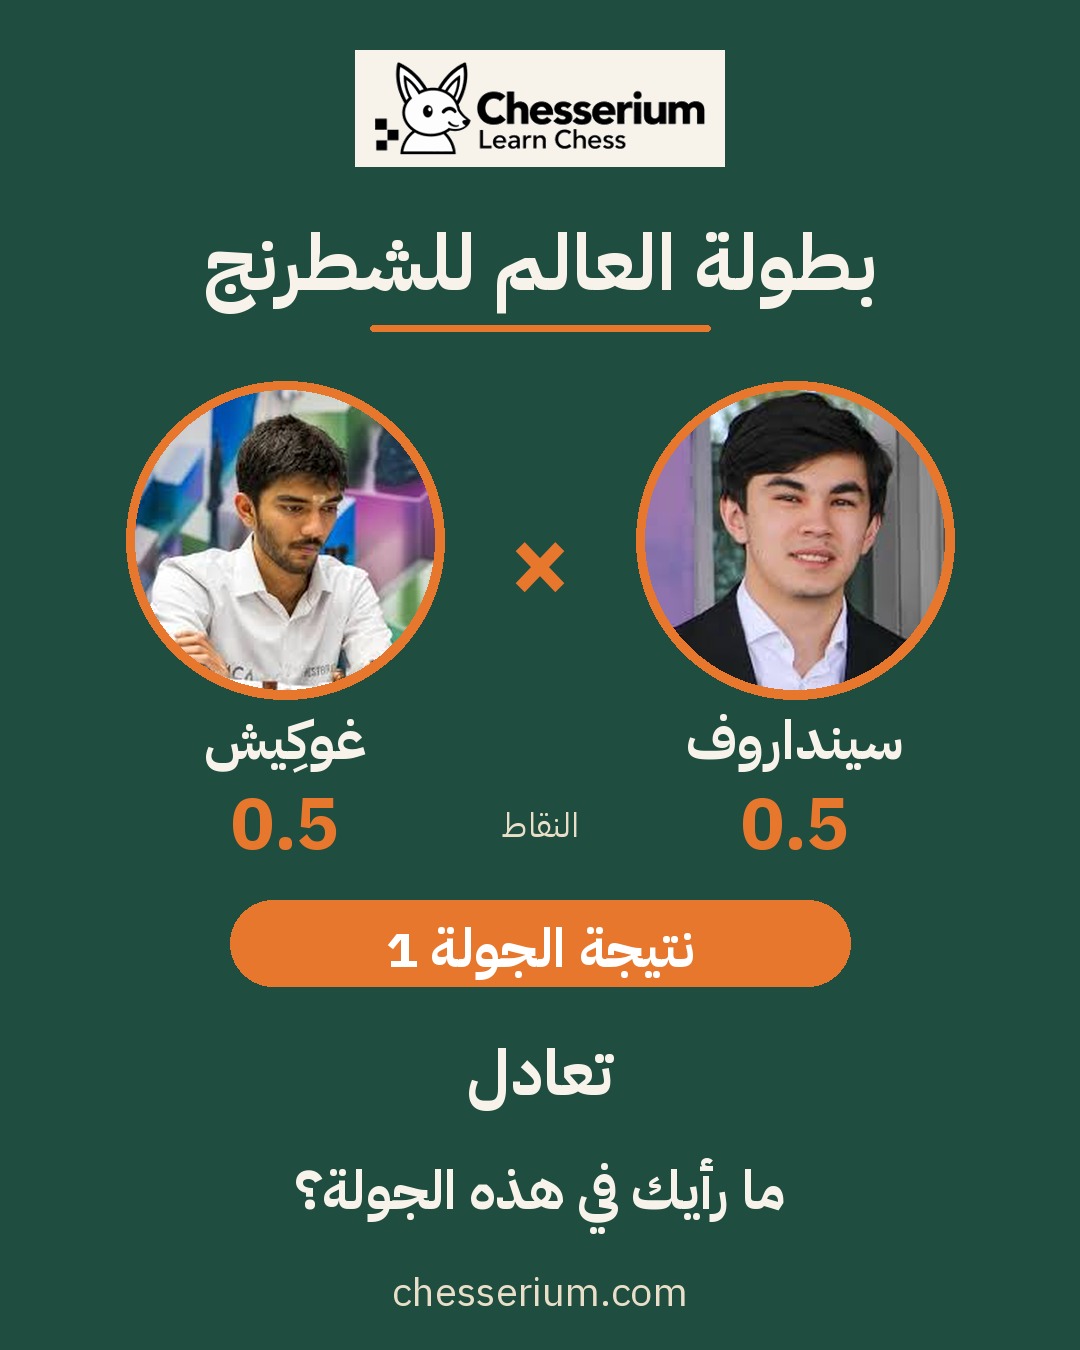 Chesserium
Learn Chess
بطولة العالم للشطرنج
×
سينداروف
غوكِيش
0.5
النقاط
0.5
نتيجة الجولة 1
تعادل
ما رأيك في هذه الجولة؟
chesserium.com